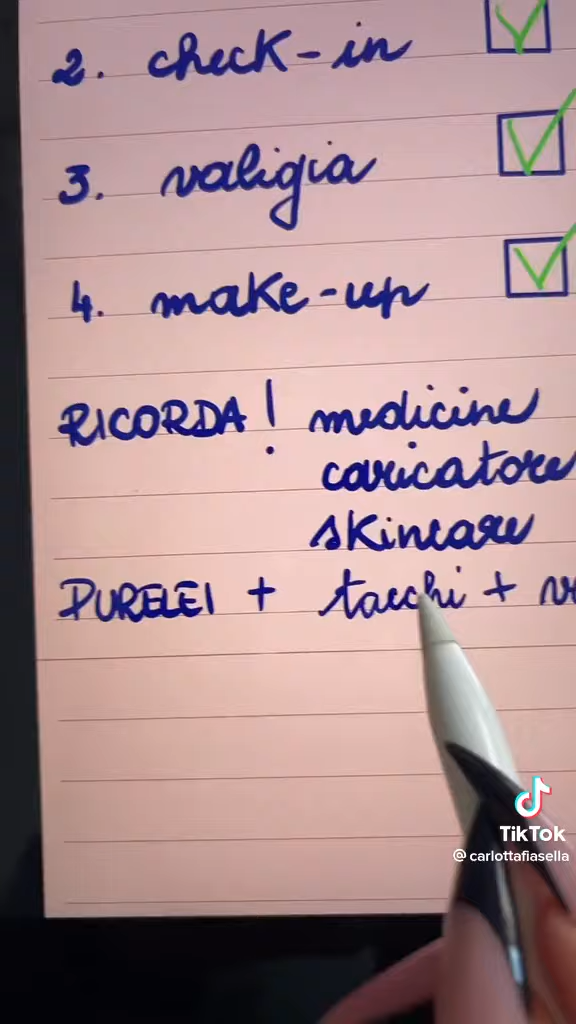 2. check-in
3. valigia
4. make-up
RICORDA! medicine
caricatore
skincare
PURELEI + tacchi +
TikTok
@carlottafiasella